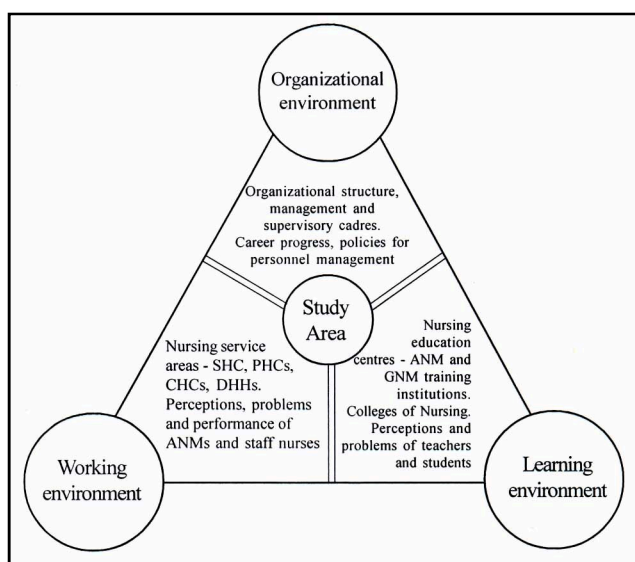 Organizational
environment
Organizational structure,
management and
supervisory cadres.
Career progress, policies for
personnel management
Study
Area
Nursing service
areas - SHC, PHCs,
CHCs, DHHs.
Perceptions, problems
and performance of
ANMs and staff nurses
Nursing
education
centres - ANM and
GNM training
institutions.
Colleges of Nursing.
Perceptions and
problems of teachers
and students
Working
environment
Learning
environment